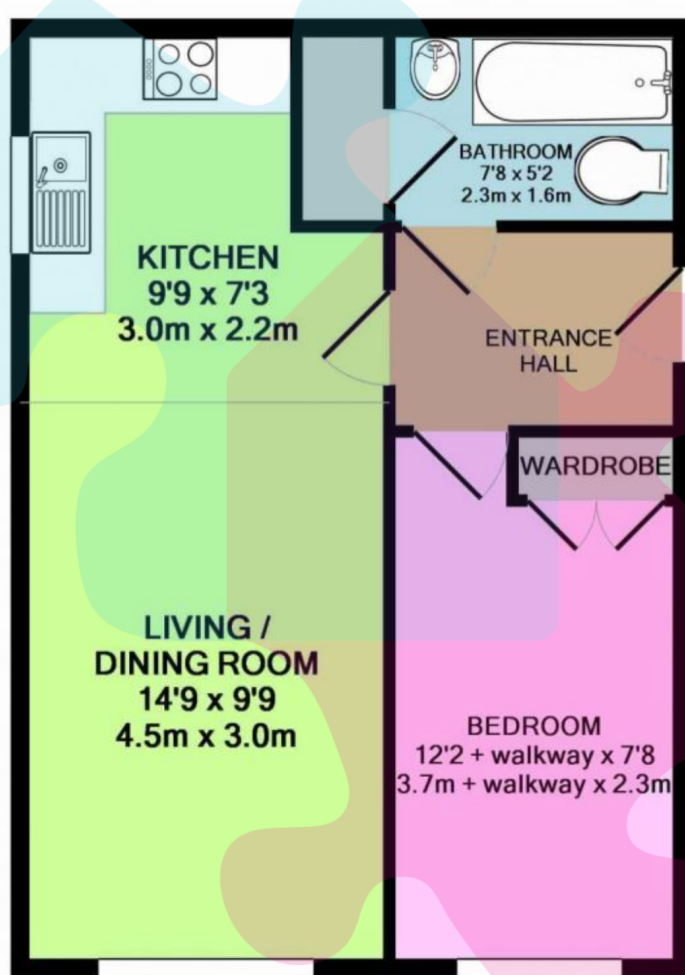 BATHROOM
7'8 x 5'2
2.3m x 1.6m
KITCHEN
9'9 x 7'3
3.0m x 2.2m
ENTRANCE
HALL
WARDROBE
LIVING /
DINING ROOM
14'9 x 9'9
4.5m x 3.0m
BEDROOM
12'2 + walkway x 7'8
3.7m + walkway x 2.3m